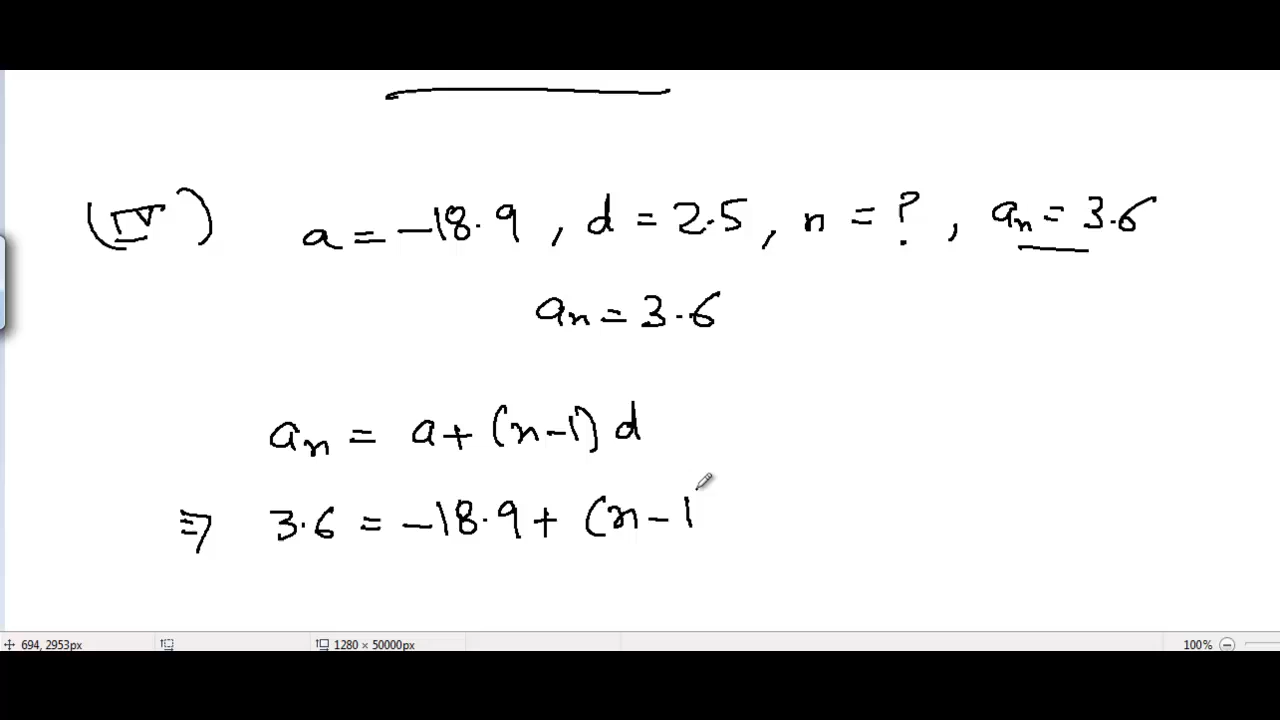 (IV) a = -18.9 , d = 2.5 , n = ? , an = 3.6
an = 3.6
an = a + (n-1) d
⇒ 3.6 = -18.9 + (n-1
694, 2953px 1280 × 50000px 100%